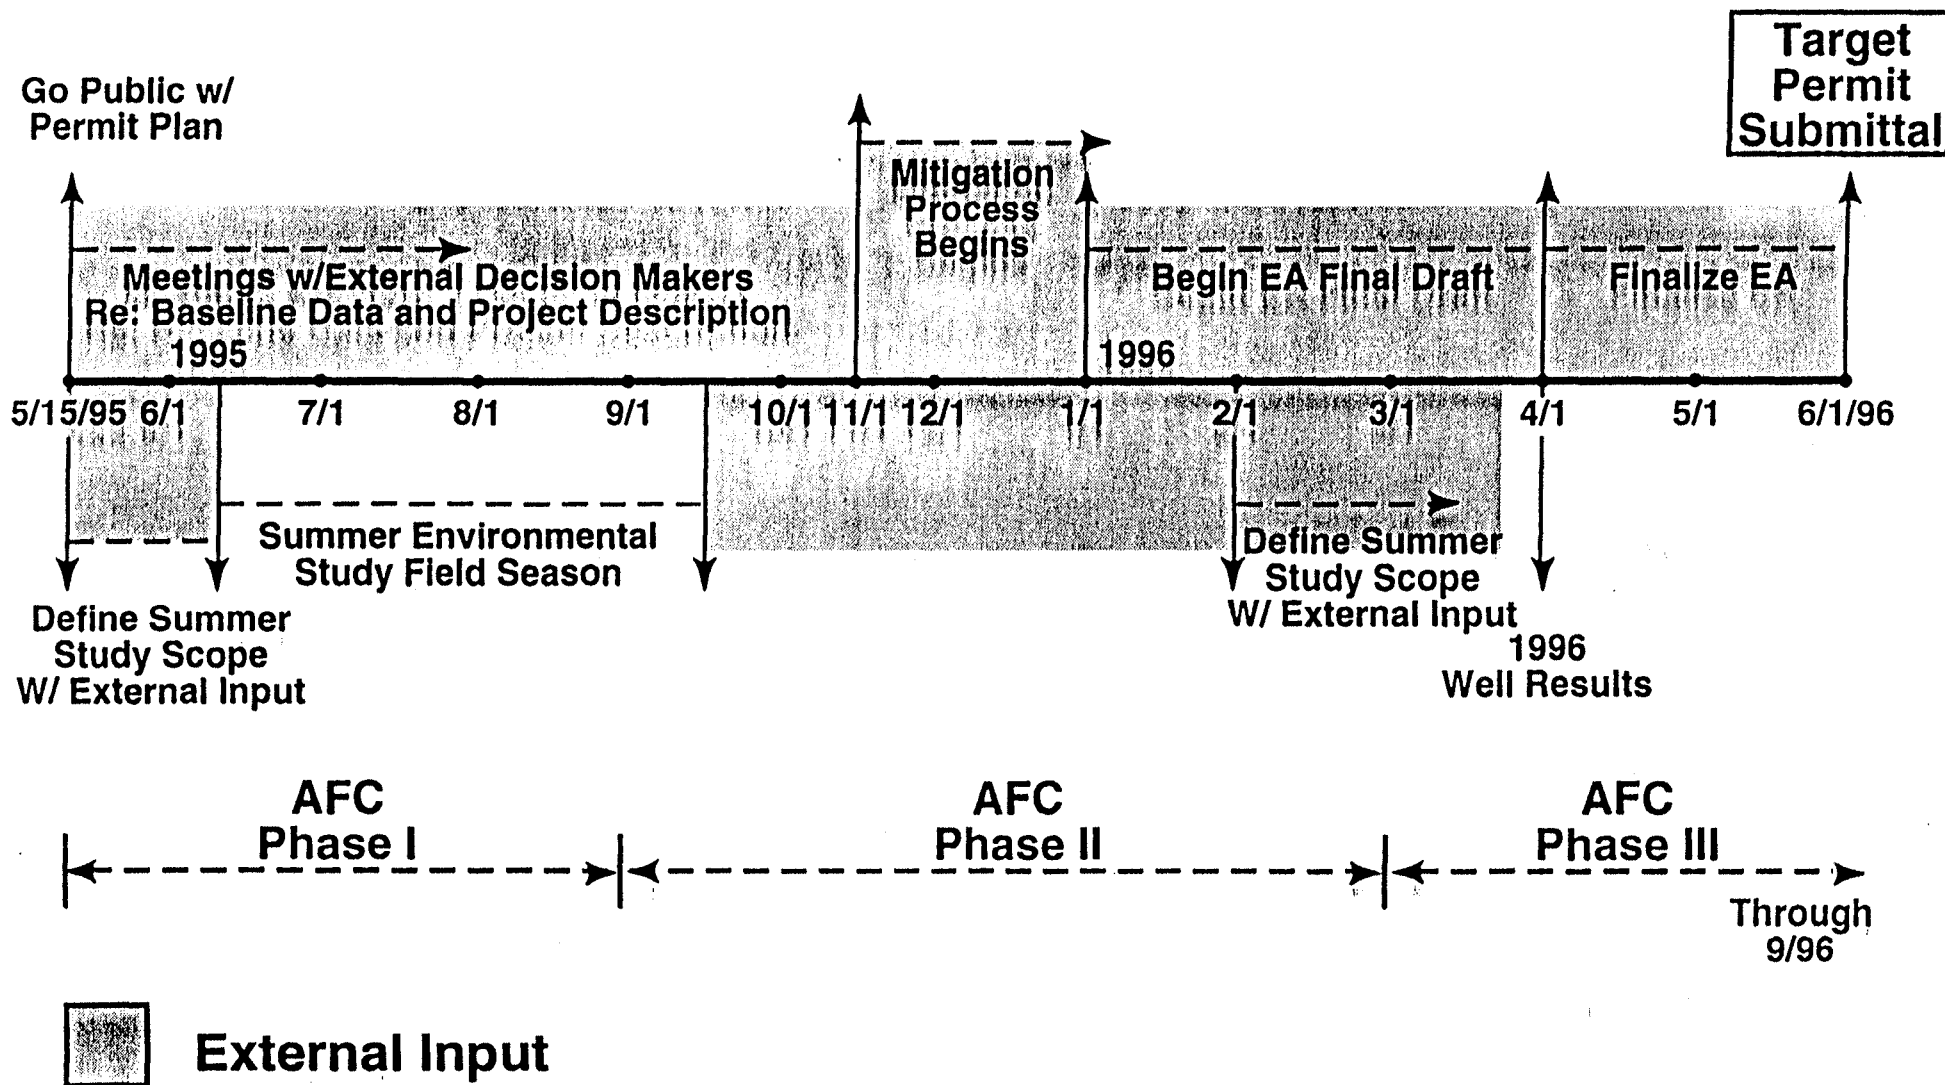 Target
Permit
Submittal
Go Public w/
Permit Plan
Mitigation
Process
Begins
Meetings w/External Decision Makers
Re: Baseline Data and Project Description
Begin EA Final Draft
Finalize EA
1995
1996
5/15/95 6/1 7/1 8/1 9/1 10/1 11/1 12/1 1/1 2/1 3/1 4/1 5/1 6/1/96
Summer Environmental
Study Field Season
Define Summer
Study Scope
W/ External Input
Define Summer
Study Scope
W/ External Input
1996
Well Results
AFC
Phase I
AFC
Phase II
AFC
Phase III
Through
9/96
External Input